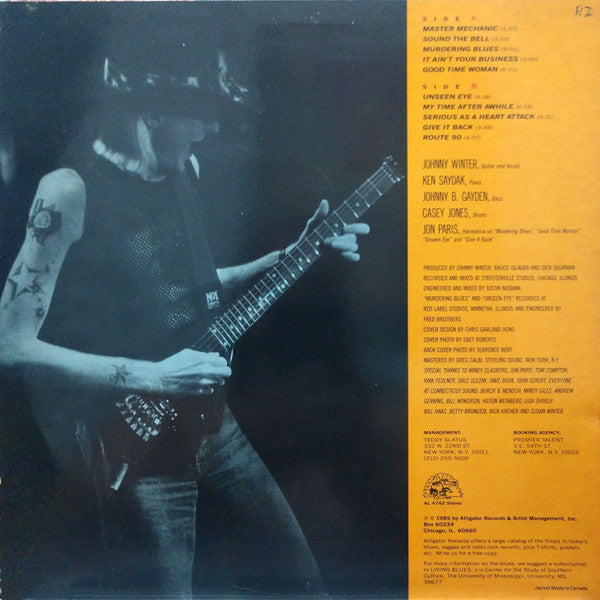 RZ
SIDE A
MASTER MECHANIC (3:37)
SOUND THE BELL
MURDERING BLUES (5:02)
IT AIN'T YOUR BUSINESS (3:50)
GOOD TIME WOMAN (6:03)
SIDE B
UNSEEN EYE (4:18)
MY TIME AFTER AWHILE (6:13)
SERIOUS AS A HEART ATTACK (3:31)
GIVE IT BACK (3:48)
ROUTE 90 (4:07)
JOHNNY WINTER, Guitar and Vocals
KEN SAYDAK, Piano
JOHNNY B. GAYDEN, Bass
CASEY JONES, Drums
JON PARIS, Harmonica on "Murdering Blues", "Good Time Woman",
"Unseen Eye" and "Give It Back"
PRODUCED BY JOHNNY WINTER, BRUCE IGLAUER AND DICK SHURMAN
RECORDED AND MIXED AT STREETERVILLE STUDIOS, CHICAGO, ILLINOIS
ENGINEERED AND MIXED BY JUSTIN NIEBANK
"MURDERING BLUES" AND "UNSEEN EYE" RECORDED AT
RED LABEL STUDIOS, WINNETKA, ILLINOIS AND ENGINEERED BY
FRED BREITBERG
COVER DESIGN BY CHRIS GARLAND/XENO
COVER PHOTO BY EBET ROBERTS
BACK COVER PHOTO BY TERRENCE BERT
MASTERED BY GREG CALBI, STERLING SOUND, NEW YORK, N.Y.
SPECIAL THANKS TO MINDY GLASBERG, JON PARIS, TOM COMPTON,
RIKK FEULNER, DALE SLEZAK, DAVE BUDA, JOHN GOROFF, EVERYONE
AT CONNECTICUT SOUND, BORCH & MENSCH, MINDY GILES, ANDREW
GERKING, BILL WOKERSIN, HILTON WEINBERG, LISA SHIVELY,
BILL HAAS, BETTY BRUNLIEB, RICK KREHER AND SUSAN WINTER.
MANAGEMENT:
TEDDY SLATUS
332 W. 22ND ST.
NEW YORK, N.Y. 10011
(212) 255-3600
BOOKING AGENCY:
PREMIER TALENT
3 E. 54TH ST.
NEW YORK, N.Y. 10022
AL 4742 Stereo
℗ © 1985 by Alligator Records & Artist Management, Inc.
Box 60234
Chicago, IL. 60660
Alligator Records offers a large catalog of the finest in today's
blues, reggae and roots rock records, plus T-shirts, posters,
etc. Write us for a free copy.
For more information on the blues, we suggest a subscription
to LIVING BLUES, c/o Center for the Study of Southern
Culture, The University of Mississippi, University, MS.
38677
Jacket Made in Canada